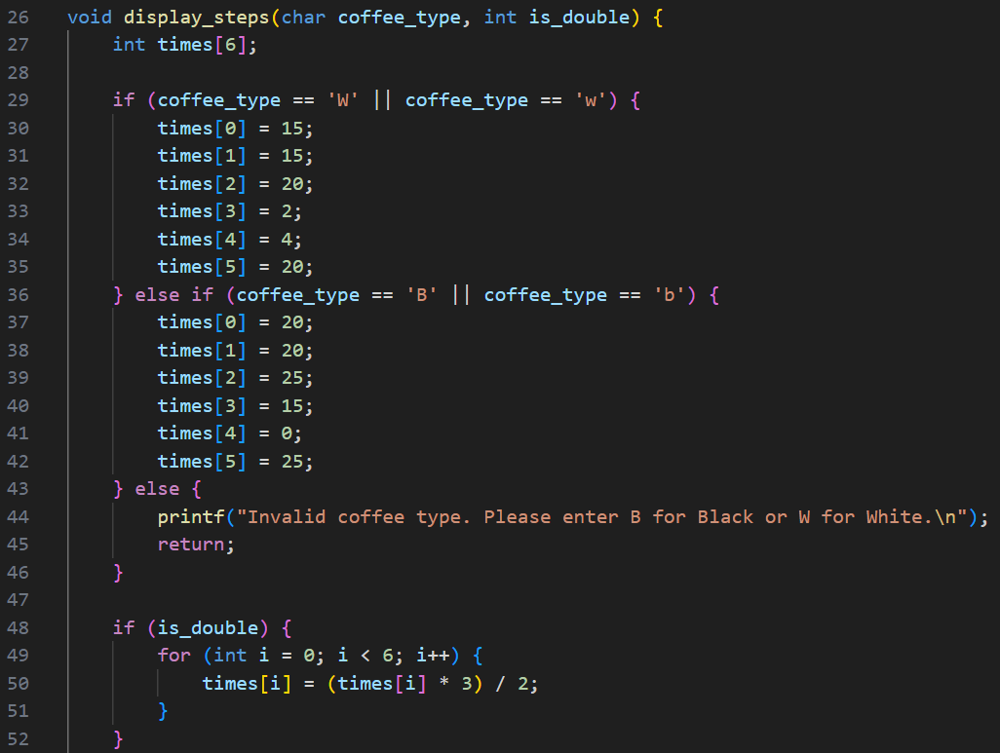 26 void display_steps(char coffee_type, int is_double) {
27     int times[6];
28
29     if (coffee_type == 'W' || coffee_type == 'w') {
30         times[0] = 15;
31         times[1] = 15;
32         times[2] = 20;
33         times[3] = 2;
34         times[4] = 4;
35         times[5] = 20;
36     } else if (coffee_type == 'B' || coffee_type == 'b') {
37         times[0] = 20;
38         times[1] = 20;
39         times[2] = 25;
40         times[3] = 15;
41         times[4] = 0;
42         times[5] = 25;
43     } else {
44         printf("Invalid coffee type. Please enter B for Black or W for White.\n");
45         return;
46     }
47
48     if (is_double) {
49         for (int i = 0; i < 6; i++) {
50             times[i] = (times[i] * 3) / 2;
51         }
52     }